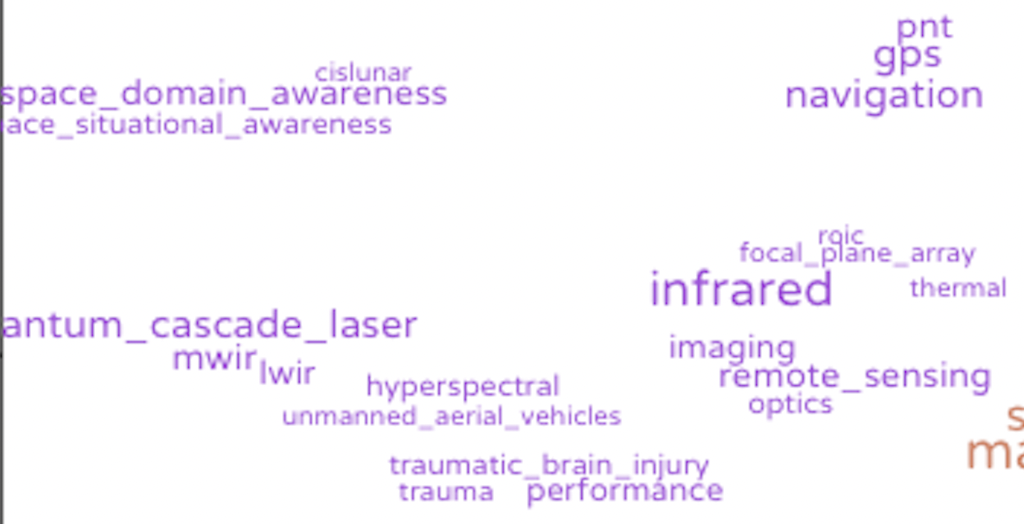 pnt
gps
cislunar
space_domain_awareness
navigation
ace_situational_awareness
roic
focal_plane_array
infrared
thermal
antum_cascade_laser
imaging
mwir
lwir
remote_sensing
hyperspectral
optics
unmanned_aerial_vehicles
s
ma
traumatic_brain_injury
trauma performance